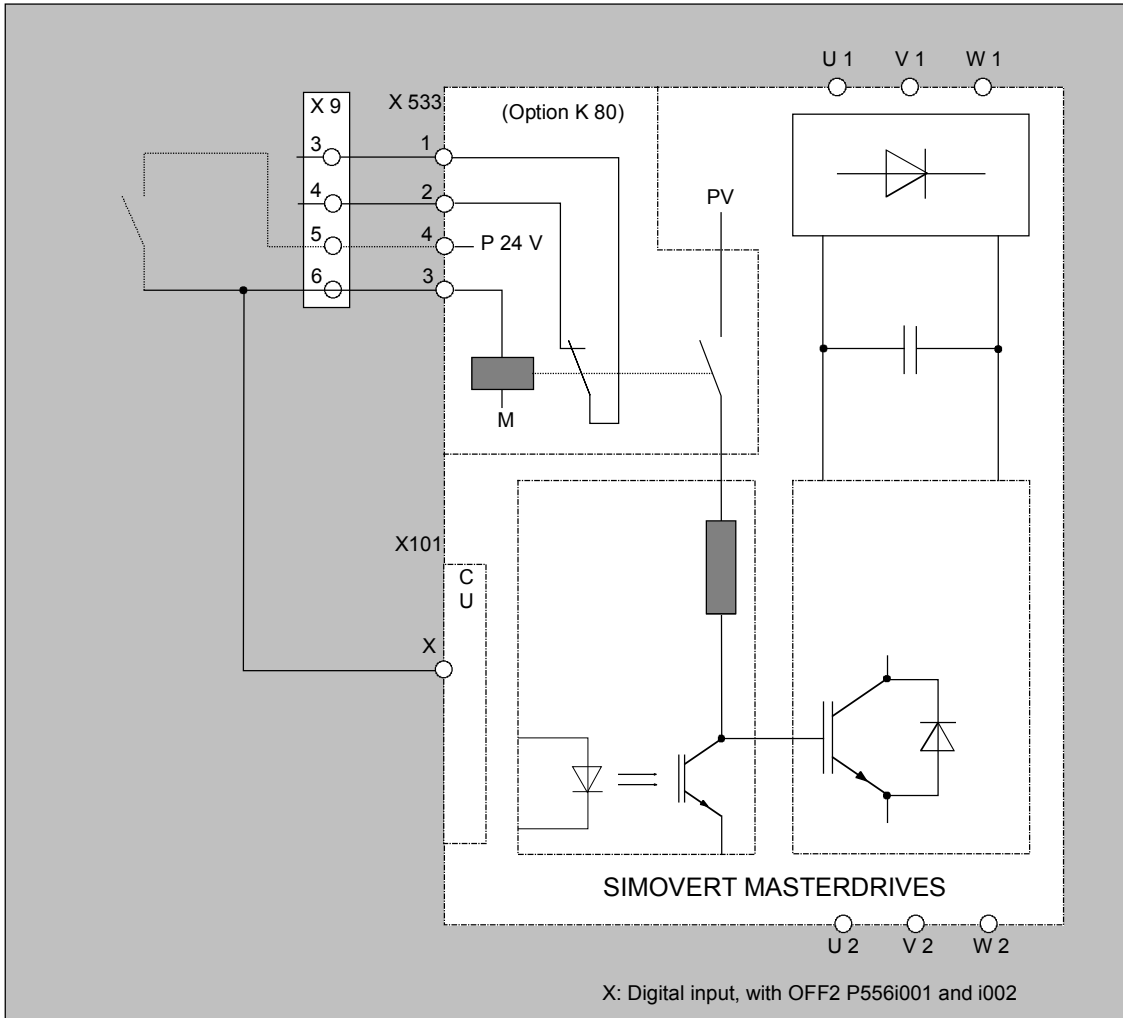 U 1 V 1 W 1
X 9
X 533
(Option K 80)
3 1
4 2
5 4 P 24 V
6 3
PV
M
X101
C
U
X
SIMOVERT MASTERDRIVES
U 2 V 2 W 2
X: Digital input, with OFF2 P556i001 and i002